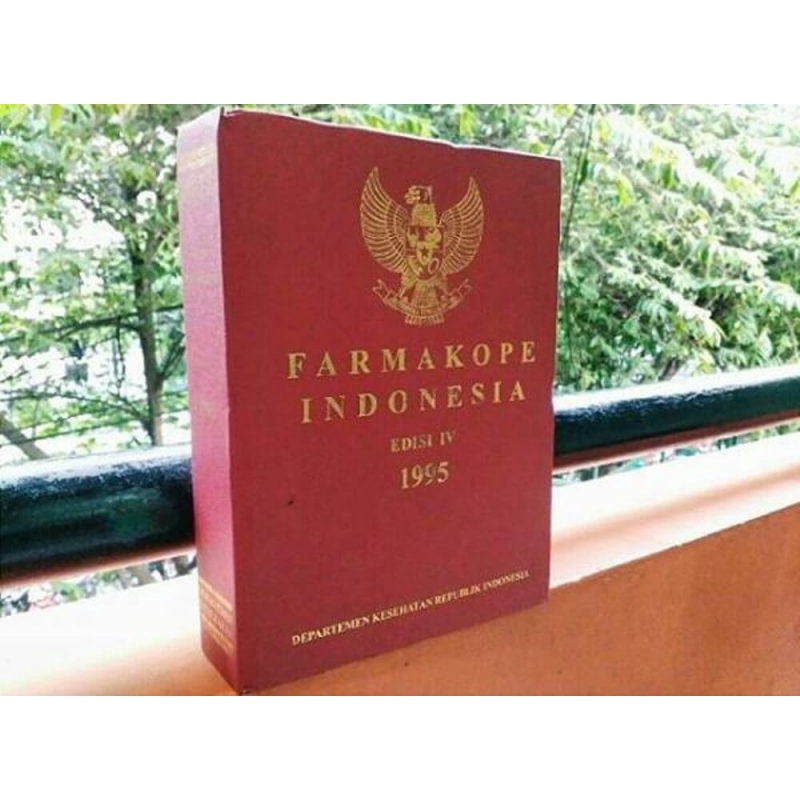 FARMAKOPE
INDONESIA
EDISI IV
1995
DEPARTEMEN KESEHATAN REPUBLIK INDONESIA